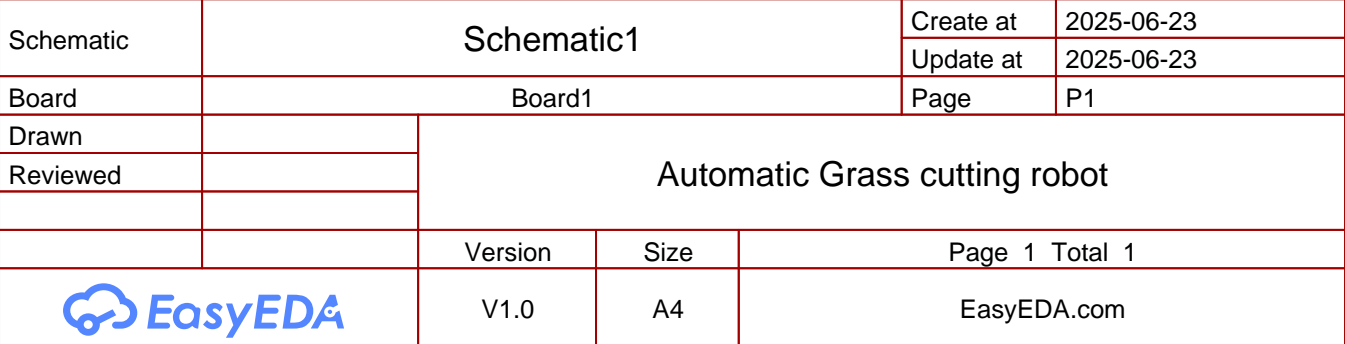 Schematic
Schematic1
Create at
2025-06-23
Update at
2025-06-23
Board
Board1
Page
P1
Drawn
Reviewed
Automatic Grass cutting robot
Version
Size
Page 1 Total 1
EasyEDA
V1.0
A4
EasyEDA.com